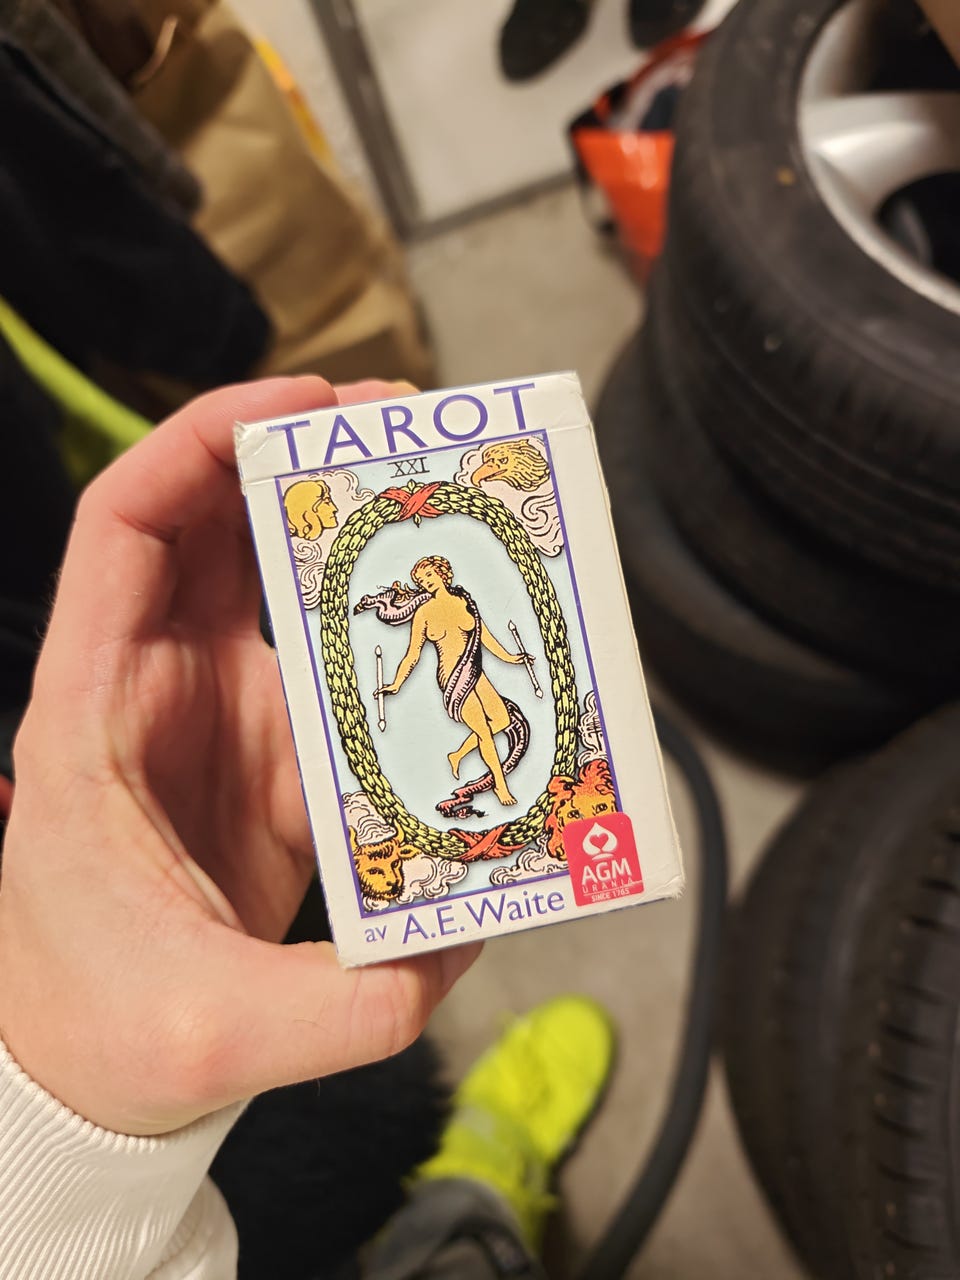 TAROT
XXI
AGM
URANIA
SINCE 1765
av A.E. Waite